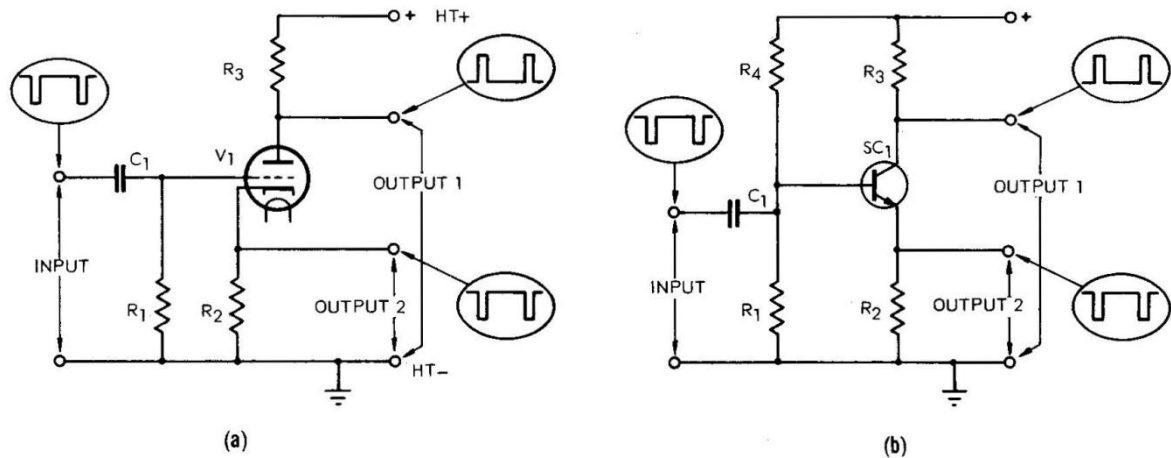 + HT+
R3
C1
V1
OUTPUT 1
INPUT
R1
R2
OUTPUT 2
HT−
(a)
+
R4
R3
SC1
C1
OUTPUT 1
INPUT
R1
R2
OUTPUT 2
(b)